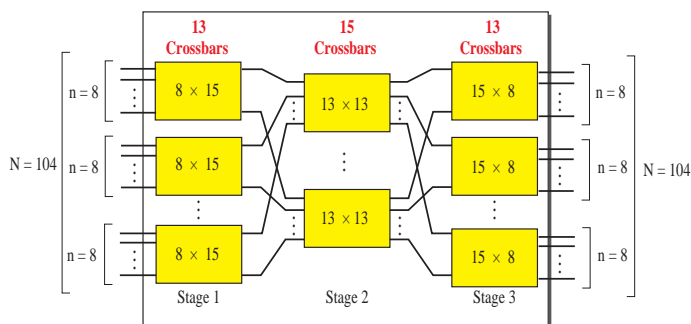 13 15 13
Crossbars Crossbars Crossbars
n = 8 8 × 15 13 × 13 15 × 8 n = 8
N = 104 n = 8 8 × 15 15 × 8 n = 8 N = 104
13 × 13
n = 8 8 × 15 15 × 8 n = 8
Stage 1 Stage 2 Stage 3